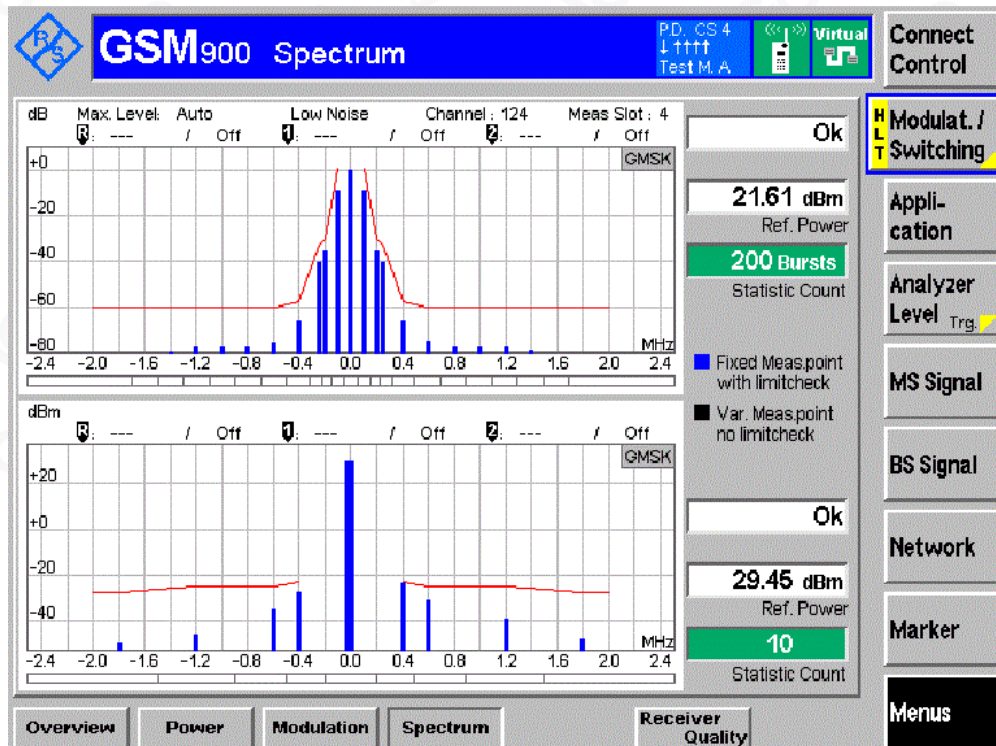 R S GSM900 Spectrum
P.D. CS 4
↓ ↑↑↑↑
Test M. A.
Virtual
Connect
Control
H L T
Modulat. /
Switching
Appli-
cation
Analyzer
Level Trg.
MS Signal
BS Signal
Network
Marker
Menus
dB Max. Level: Auto Low Noise Channel : 124 Meas Slot : 4
R : --- / Off 1 : --- / Off 2 : --- / Off
GMSK
+0
-20
-40
-60
-80
MHz
-2.4 -2.0 -1.6 -1.2 -0.8 -0.4 0.0 0.4 0.8 1.2 1.6 2.0 2.4
Ok
21.61 dBm
Ref. Power
200 Bursts
Statistic Count
Fixed Meas.point
with limitcheck
Var. Meas.point
no limitcheck
dBm
R : --- / Off 1 : --- / Off 2 : --- / Off
GMSK
+20
+0
-20
-40
MHz
-2.4 -2.0 -1.6 -1.2 -0.8 -0.4 0.0 0.4 0.8 1.2 1.6 2.0 2.4
Ok
29.45 dBm
Ref. Power
10
Statistic Count
Overview
Power
Modulation
Spectrum
Receiver
Quality